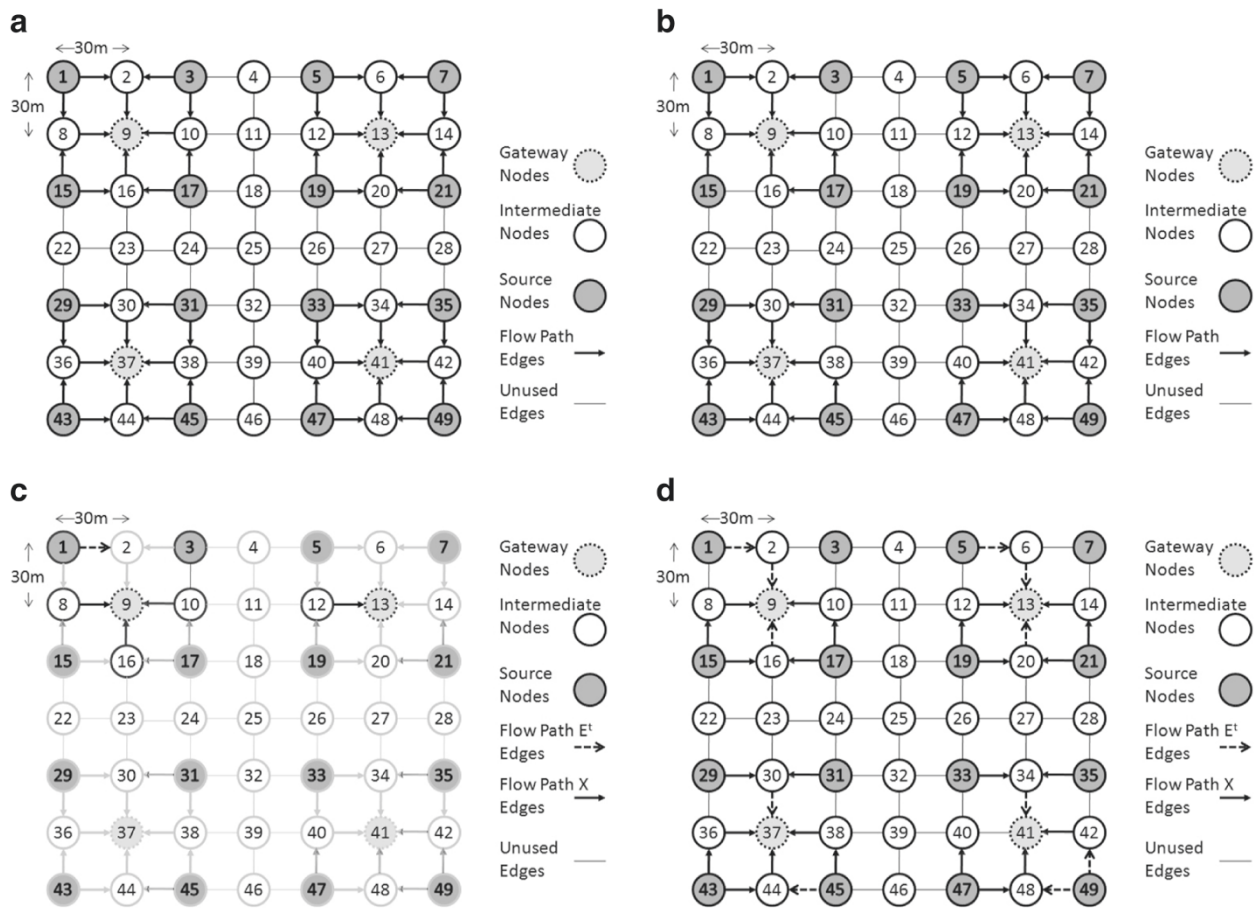 a
30m
30m
1 2 3 4 5 6 7
8 9 10 11 12 13 14
15 16 17 18 19 20 21
22 23 24 25 26 27 28
29 30 31 32 33 34 35
36 37 38 39 40 41 42
43 44 45 46 47 48 49
Gateway
Nodes
Intermediate
Nodes
Source
Nodes
Flow Path
Edges
Unused
Edges
b
30m
30m
1 2 3 4 5 6 7
8 9 10 11 12 13 14
15 16 17 18 19 20 21
22 23 24 25 26 27 28
29 30 31 32 33 34 35
36 37 38 39 40 41 42
43 44 45 46 47 48 49
Gateway
Nodes
Intermediate
Nodes
Source
Nodes
Flow Path
Edges
Unused
Edges
c
30m
30m
1 2 3 4 5 6 7
8 9 10 11 12 13 14
15 16 17 18 19 20 21
22 23 24 25 26 27 28
29 30 31 32 33 34 35
36 37 38 39 40 41 42
43 44 45 46 47 48 49
Gateway
Nodes
Intermediate
Nodes
Source
Nodes
Flow Path Eᵗ
Edges
Flow Path X
Edges
Unused
Edges
d
30m
30m
1 2 3 4 5 6 7
8 9 10 11 12 13 14
15 16 17 18 19 20 21
22 23 24 25 26 27 28
29 30 31 32 33 34 35
36 37 38 39 40 41 42
43 44 45 46 47 48 49
Gateway
Nodes
Intermediate
Nodes
Source
Nodes
Flow Path Eᵗ
Edges
Flow Path X
Edges
Unused
Edges